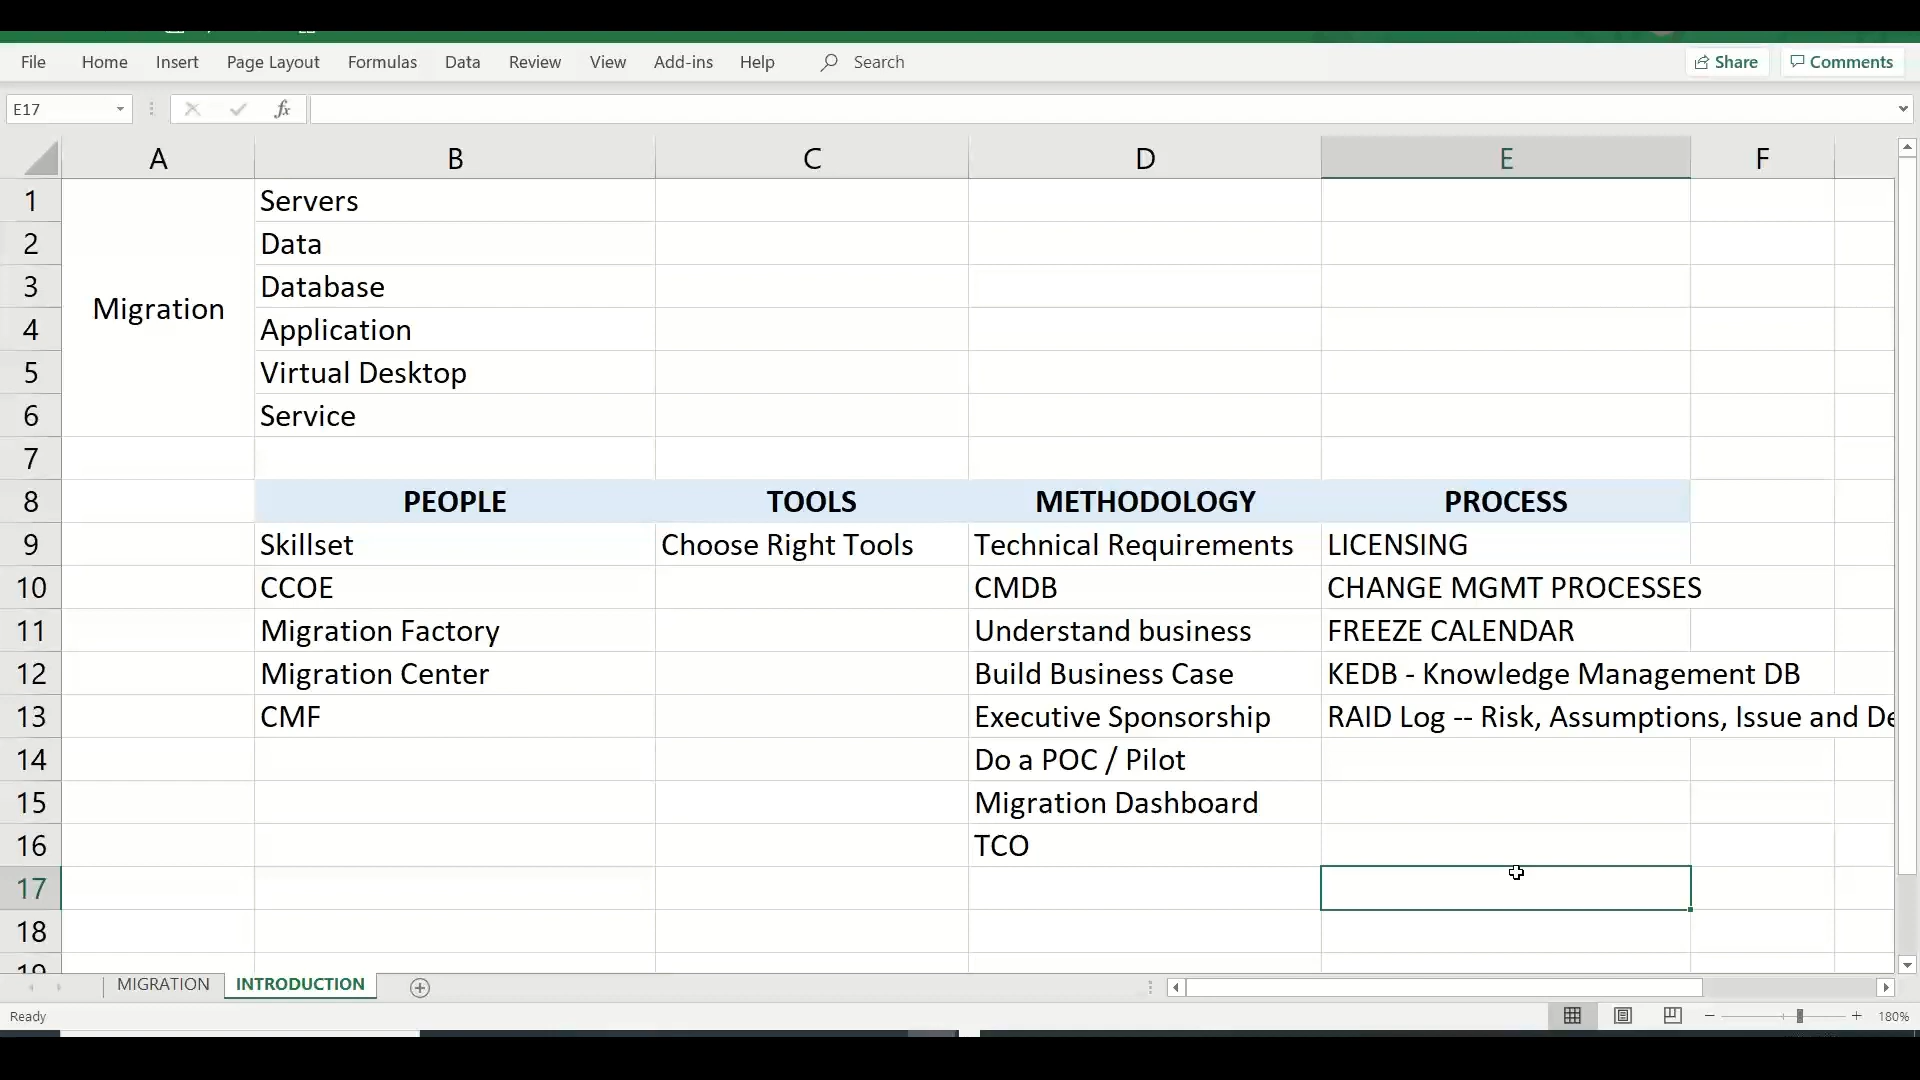 File Home Insert Page Layout Formulas Data Review View Add-ins Help Search Share Comments
E17 fx
A B C D E F
1 Servers
2 Data
3 Database
Migration
4 Application
5 Virtual Desktop
6 Service
7
8 PEOPLE TOOLS METHODOLOGY PROCESS
9 Skillset Choose Right Tools Technical Requirements LICENSING
10 CCOE CMDB CHANGE MGMT PROCESSES
11 Migration Factory Understand business FREEZE CALENDAR
12 Migration Center Build Business Case KEDB - Knowledge Management DB
13 CMF Executive Sponsorship RAID Log -- Risk, Assumptions, Issue and De
14 Do a POC / Pilot
15 Migration Dashboard
16 TCO
17
18
19
MIGRATION INTRODUCTION
Ready 180%